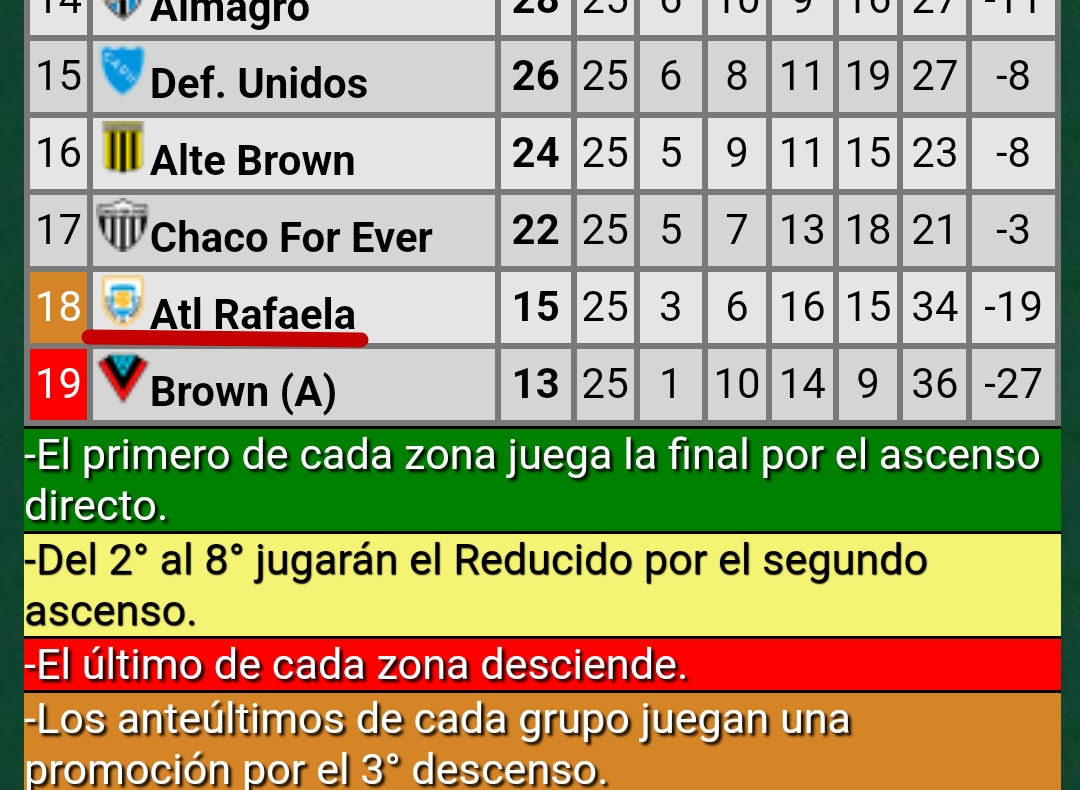 14 Almagro 28 25 6 10 9 16 27 -11
15 Def. Unidos 26 25 6 8 11 19 27 -8
16 Alte Brown 24 25 5 9 11 15 23 -8
17 Chaco For Ever 22 25 5 7 13 18 21 -3
18 Atl Rafaela 15 25 3 6 16 15 34 -19
19 Brown (A) 13 25 1 10 14 9 36 -27
-El primero de cada zona juega la final por el ascenso
directo.
-Del 2° al 8° jugarán el Reducido por el segundo
ascenso.
-El último de cada zona desciende.
-Los anteúltimos de cada grupo juegan una
promoción por el 3° descenso.